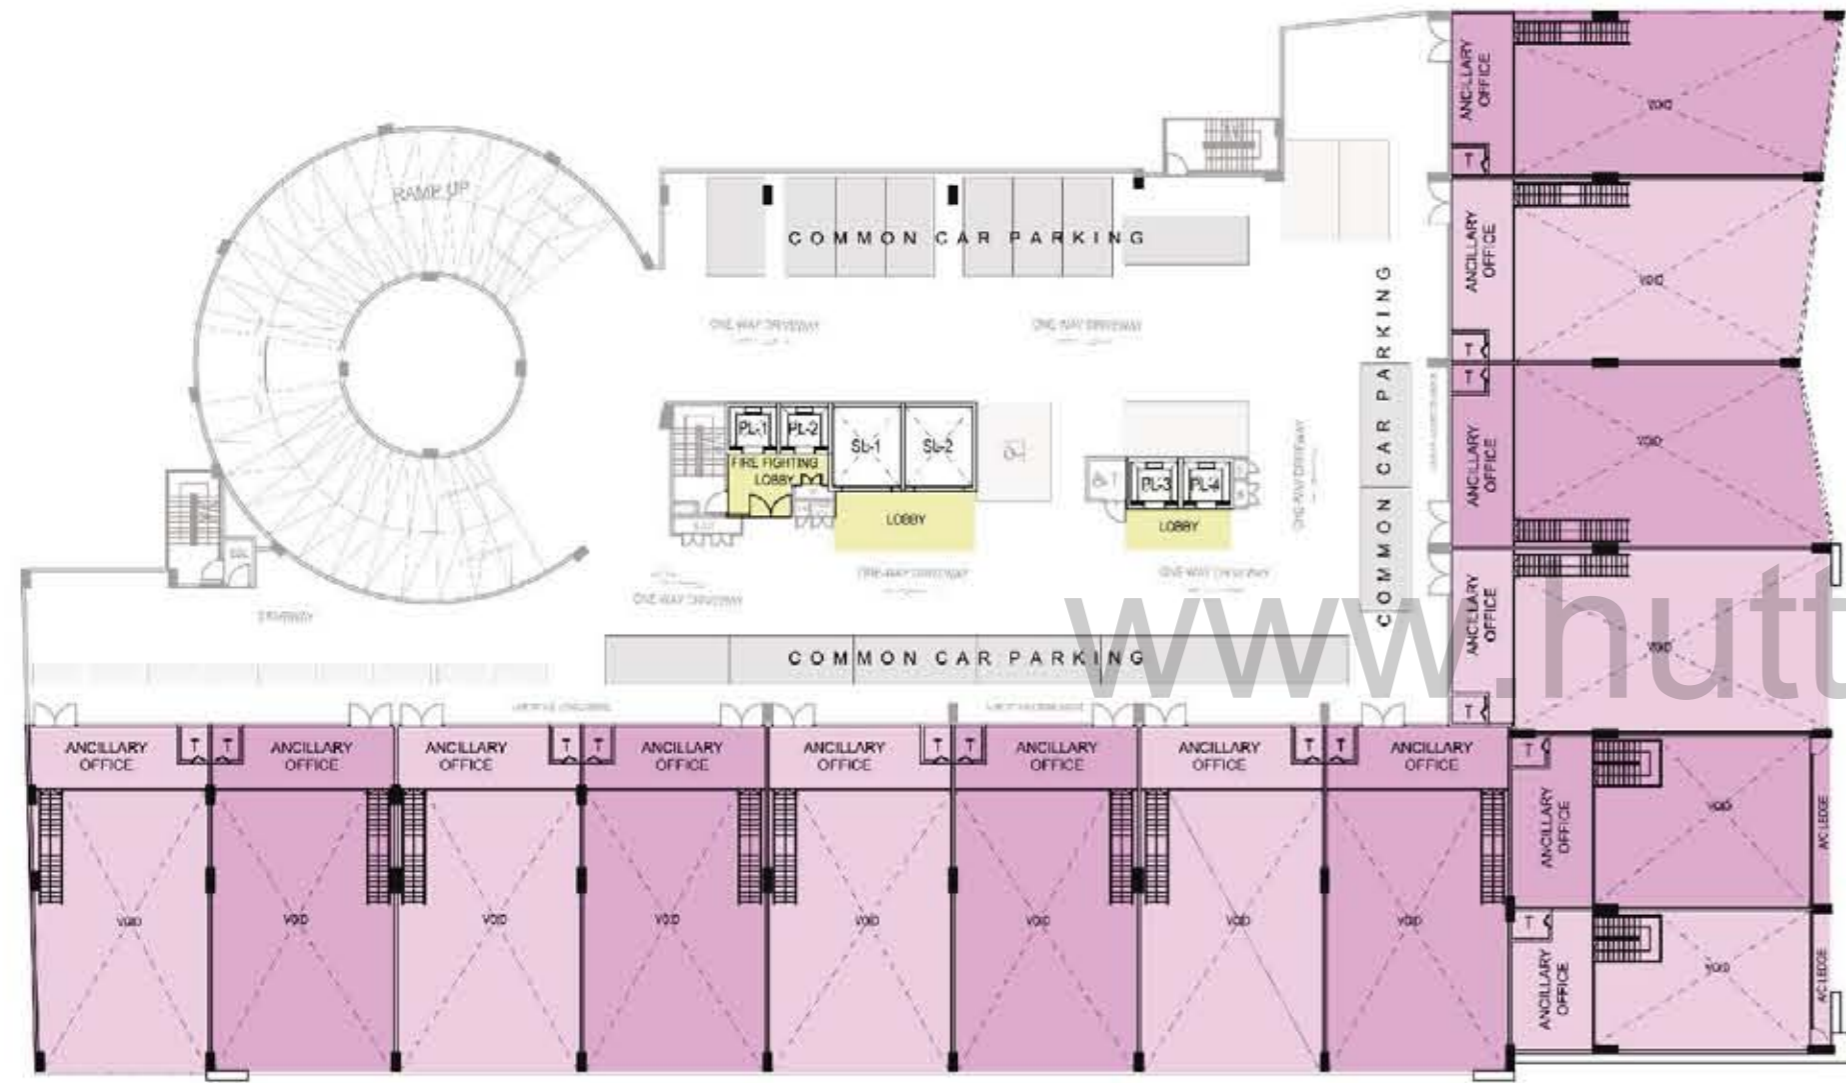 ANCILLARY
OFFICE
VOID
T
RAMP UP
COMMON CAR PARKING
ANCILLARY
OFFICE
VOID
T
ONE WAY DRIVEWAY
ONE WAY DRIVEWAY
COMMON CAR PARKING
T
ANCILLARY
OFFICE
VOID
PL-1
PL-2
SL-1
SL-2
FIRE FIGHTING
LOBBY
LOBBY
PL-3
PL-4
LOBBY
ONE-WAY DRIVEWAY
COMMON CAR PARKING
ONE WAY DRIVEWAY
ONE-WAY DRIVEWAY
ONE WAY DRIVEWAY
DRIVEWAY
ANCILLARY
OFFICE
VOID
T
www.hutt
COMMON CAR PARKING
ANCILLARY
OFFICE
T
T
ANCILLARY
OFFICE
ANCILLARY
OFFICE
T
T
ANCILLARY
OFFICE
ANCILLARY
OFFICE
T
T
ANCILLARY
OFFICE
ANCILLARY
OFFICE
T
T
ANCILLARY
OFFICE
T
ANCILLARY
OFFICE
VOID
A/C LEDGE
VOID
VOID
VOID
VOID
VOID
VOID
VOID
VOID
T
ANCILLARY
OFFICE
VOID
A/C LEDGE